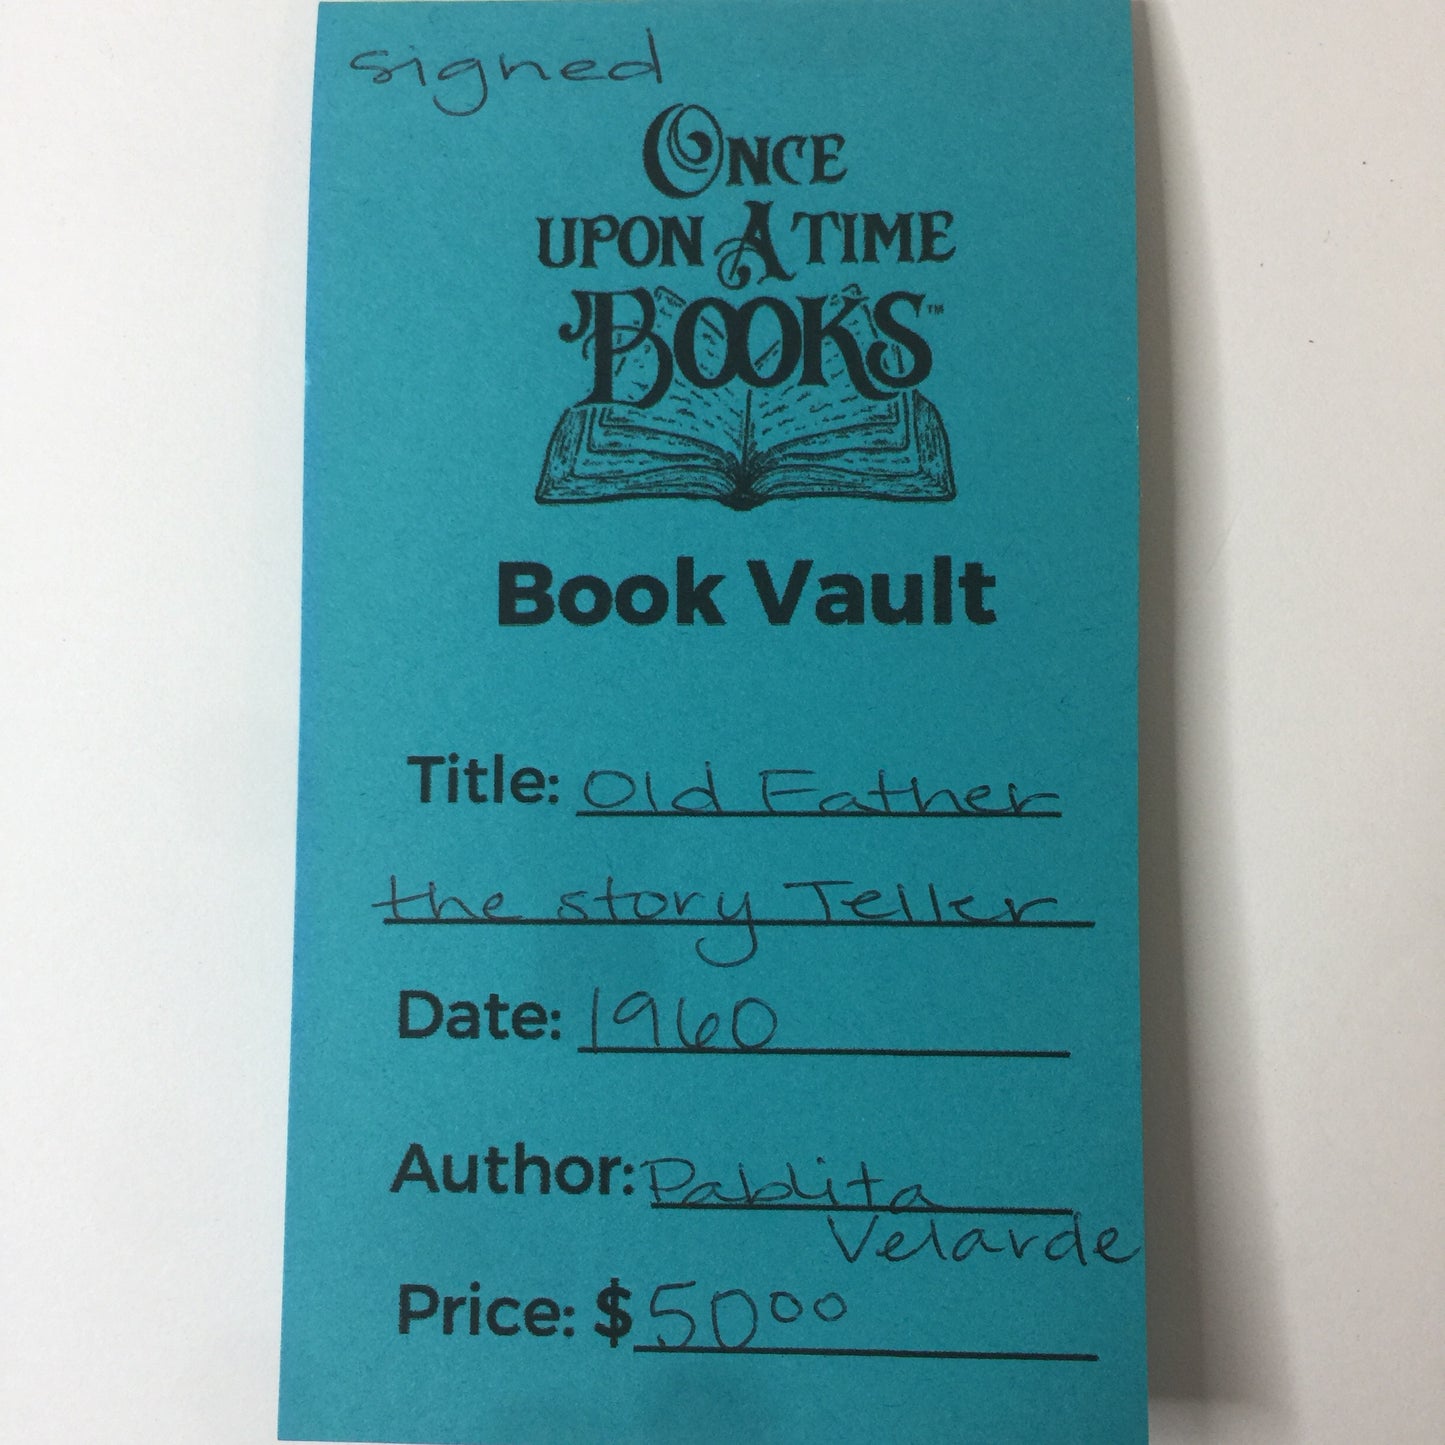 signed
ONCE
UPON A TIME
BOOKS™
Book Vault
Title: Old Father
the story Teller
Date: 1960
Author: Pablita
Velarde
Price: $50⁰⁰